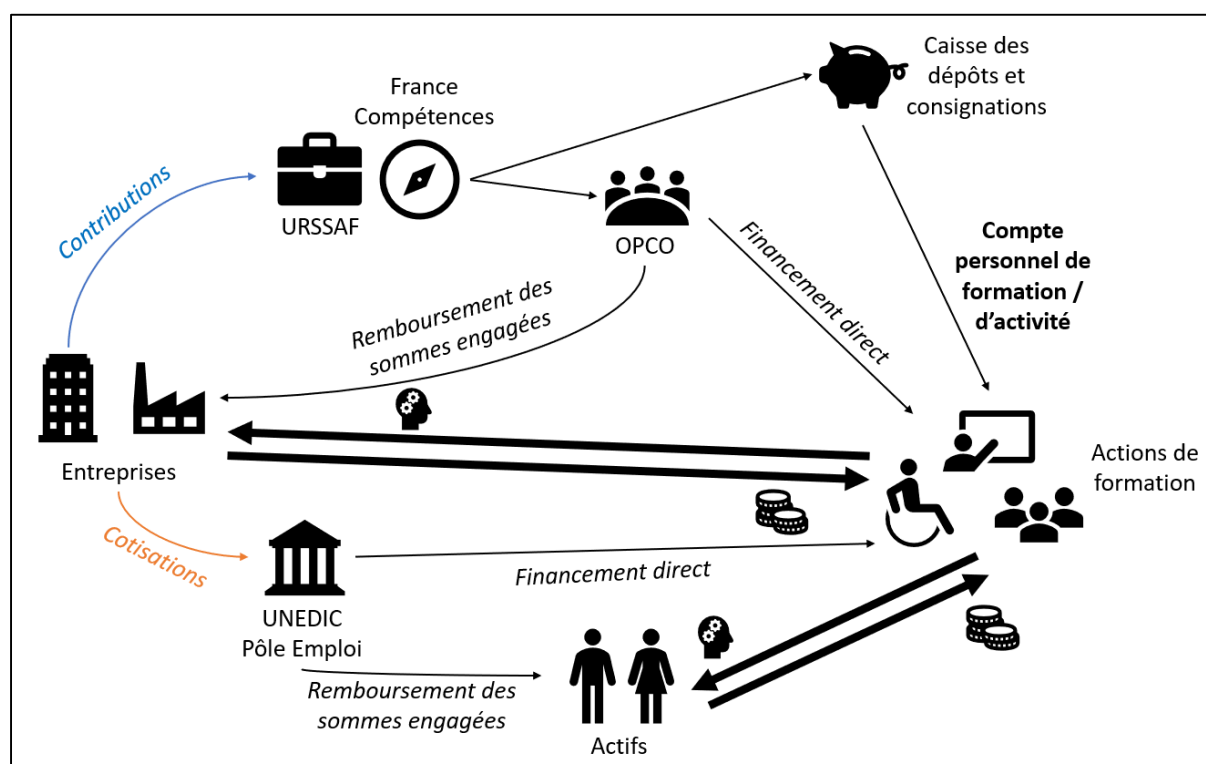 Caisse des
dépôts et
consignations
France
Compétences
Contributions
URSSAF
OPCO
Financement direct
Compte
personnel de
formation /
d'activité
Remboursement des
sommes engagées
Entreprises
Actions de
formation
Cotisations
Financement direct
UNEDIC
Pôle Emploi
Remboursement des
sommes engagées
Actifs